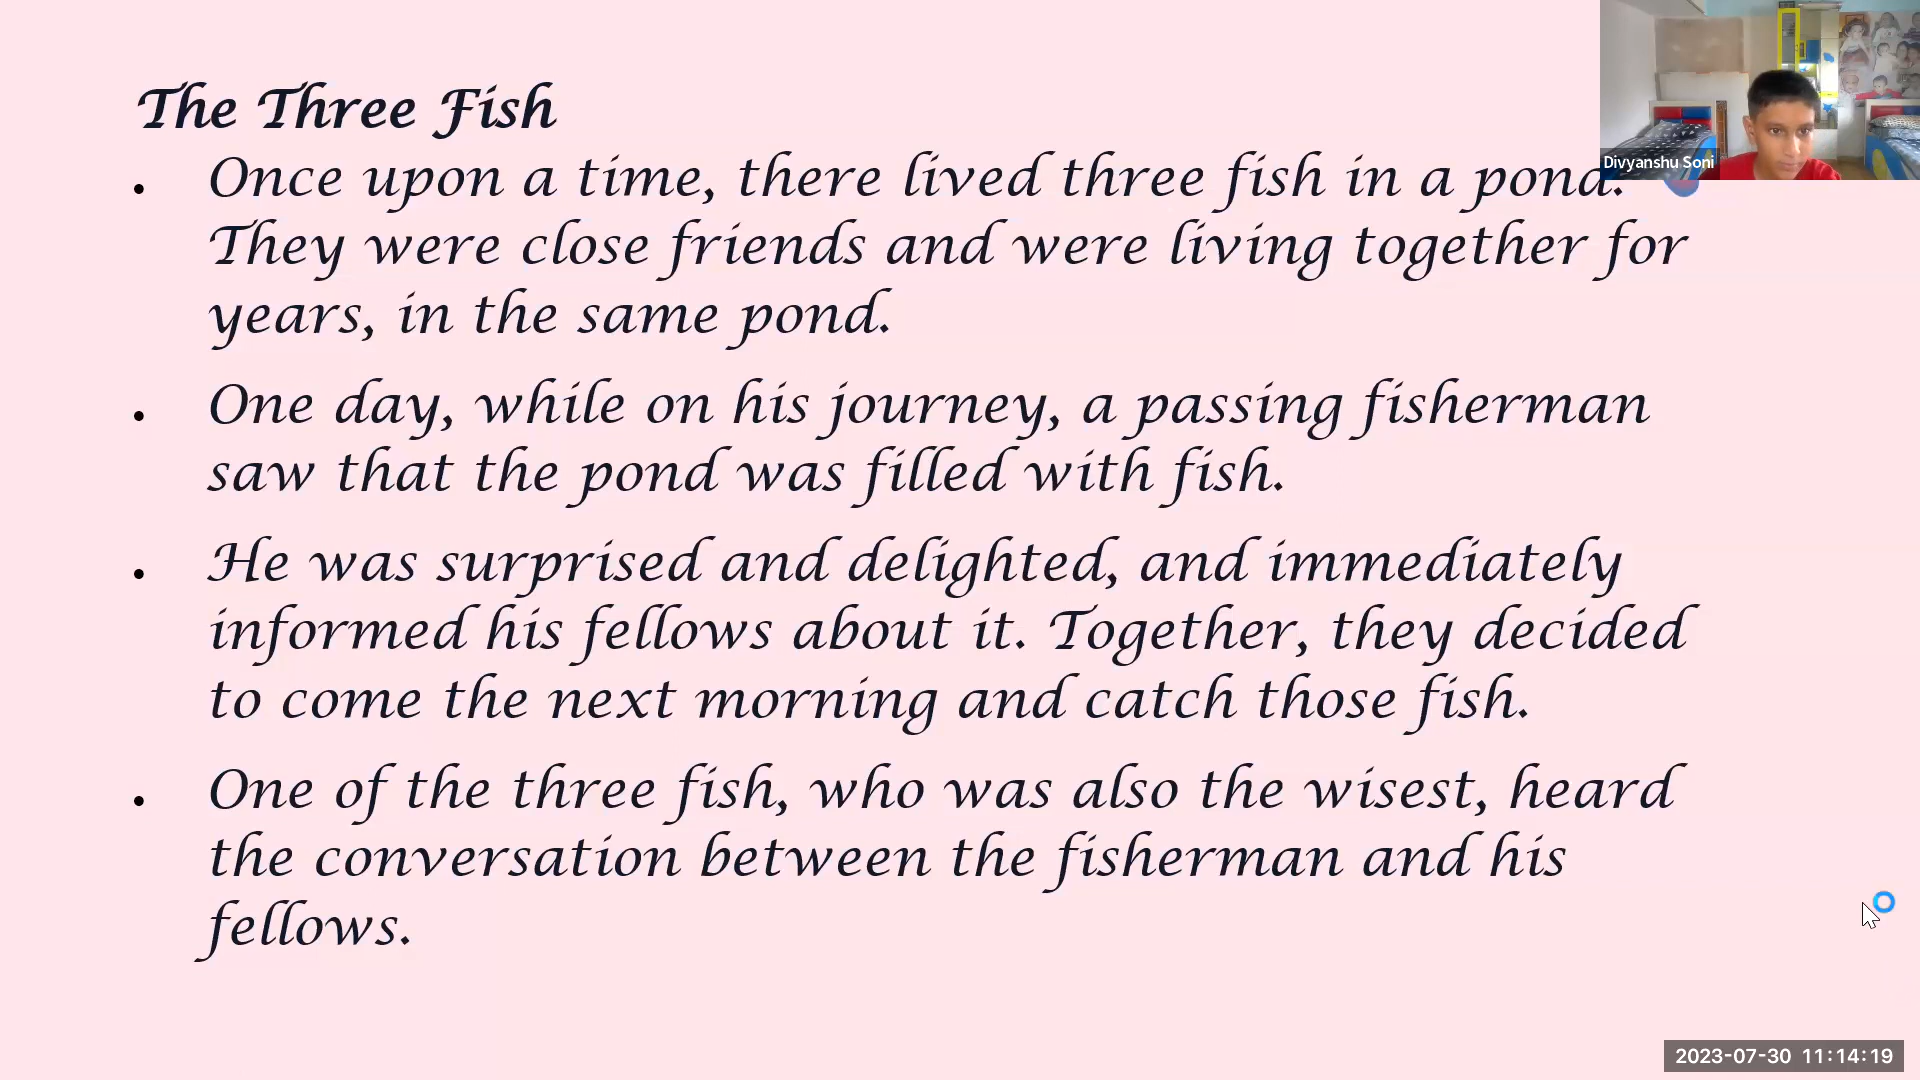 The Three Fish
• Once upon a time, there lived three fish in a pond.
They were close friends and were living together for
years, in the same pond.
• One day, while on his journey, a passing fisherman
saw that the pond was filled with fish.
• He was surprised and delighted, and immediately
informed his fellows about it. Together, they decided
to come the next morning and catch those fish.
• One of the three fish, who was also the wisest, heard
the conversation between the fisherman and his
fellows.
Divyanshu Soni
2023-07-30 11:14:19